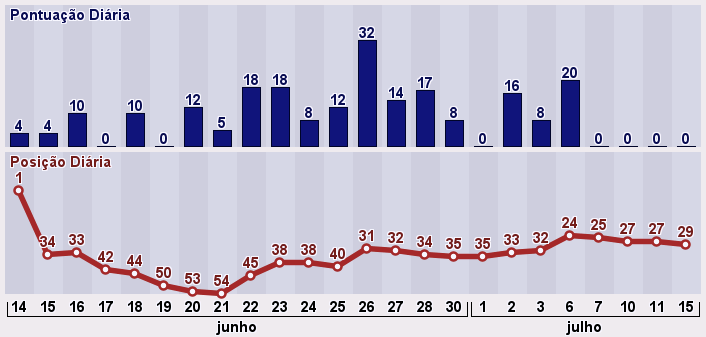 Pontuação Diária
4 4 10 0 10 0 12 5 18 18 8 12 32 14 17 8 0 16 8 20 0 0 0 0
Posição Diária
1 34 33 42 44 50 53 54 45 38 38 40 31 32 34 35 35 33 32 24 25 27 27 29
14 15 16 17 18 19 20 21 22 23 24 25 26 27 28 30 1 2 3 6 7 10 11 15
junho julho